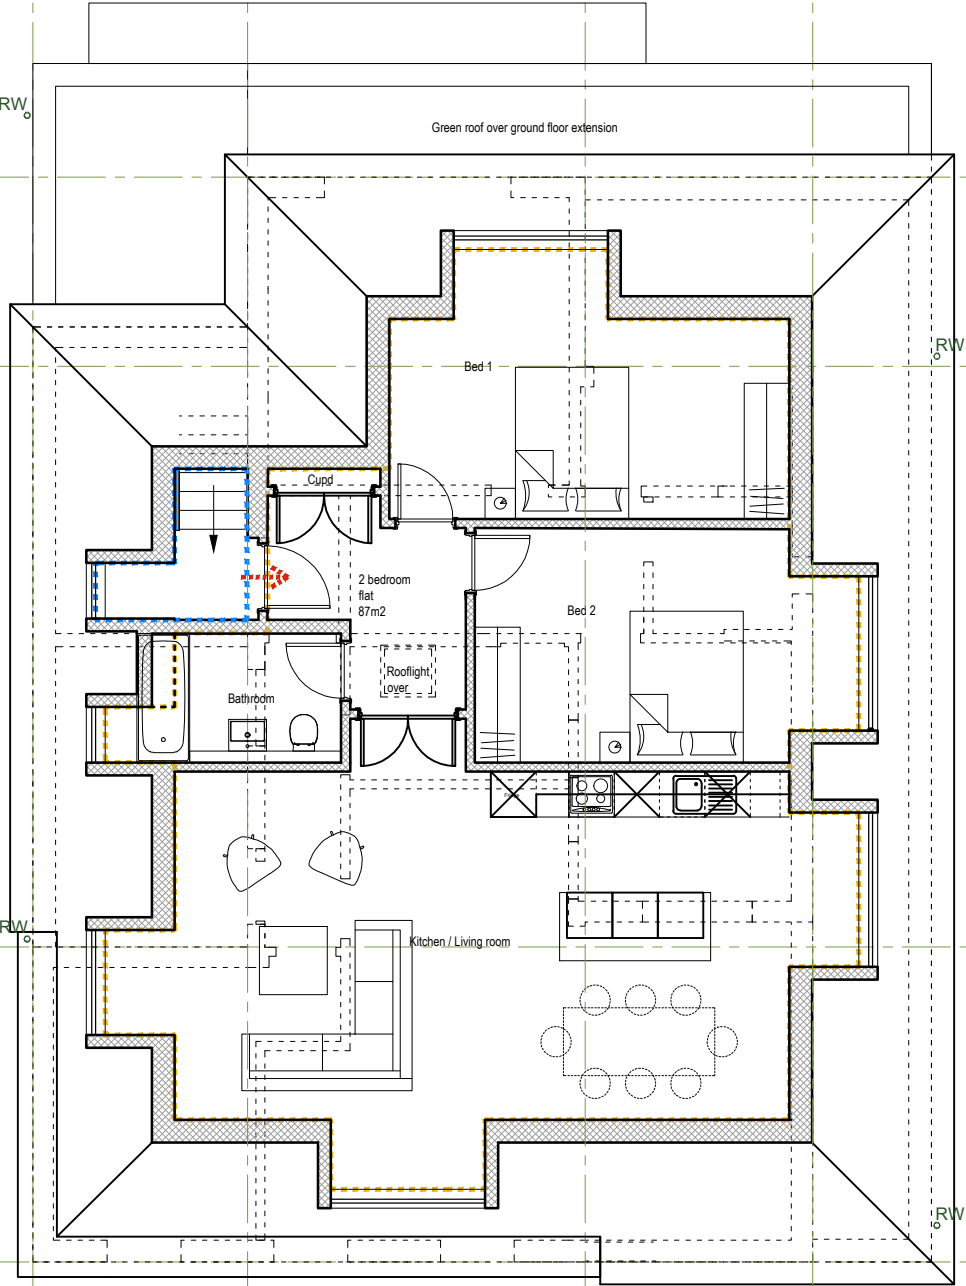 RW
Green roof over ground floor extension
RW
Bed 1
Cupd
2 bedroom
flat
87m2
Bed 2
Rooflight
over
Bathroom
RW
Kitchen / Living room
RW